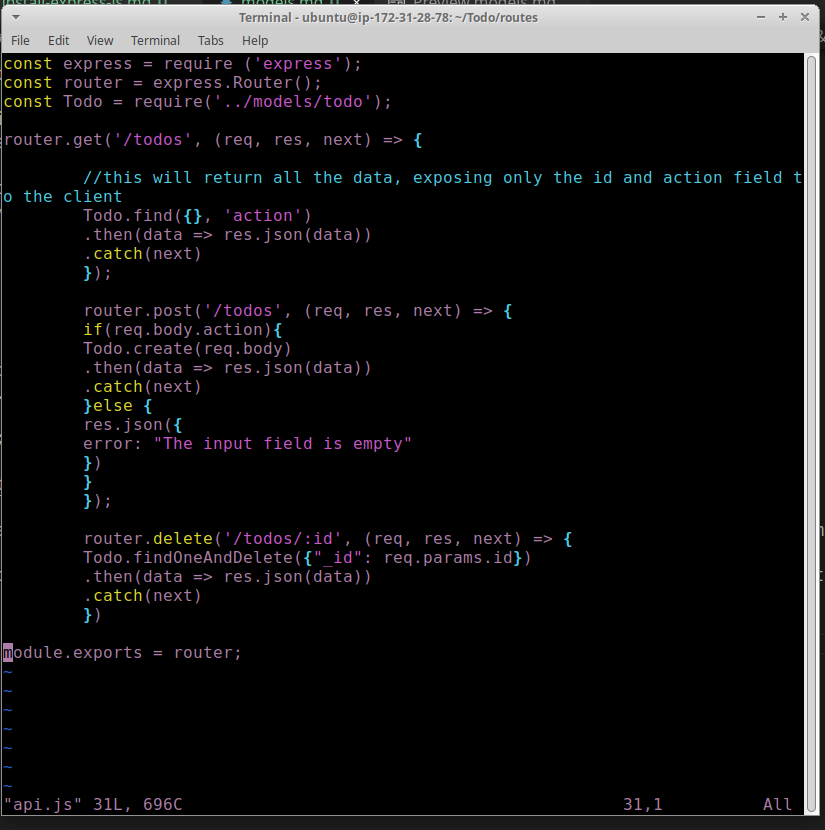 install-express-js.md U models.md U × Preview models.md
Terminal - ubuntu@ip-172-31-28-78: ~/Todo/routes
File Edit View Terminal Tabs Help
const express = require ('express');
const router = express.Router();
const Todo = require('../models/todo');
router.get('/todos', (req, res, next) => {
//this will return all the data, exposing only the id and action field t
o the client
Todo.find({}, 'action')
.then(data => res.json(data))
.catch(next)
});
router.post('/todos', (req, res, next) => {
if(req.body.action){
Todo.create(req.body)
.then(data => res.json(data))
.catch(next)
}else {
res.json({
error: "The input field is empty"
})
}
});
router.delete('/todos/:id', (req, res, next) => {
Todo.findOneAndDelete({"_id": req.params.id})
.then(data => res.json(data))
.catch(next)
})
module.exports = router;
~
~
~
~
~
~
~
"api.js" 31L, 696C 31,1 All